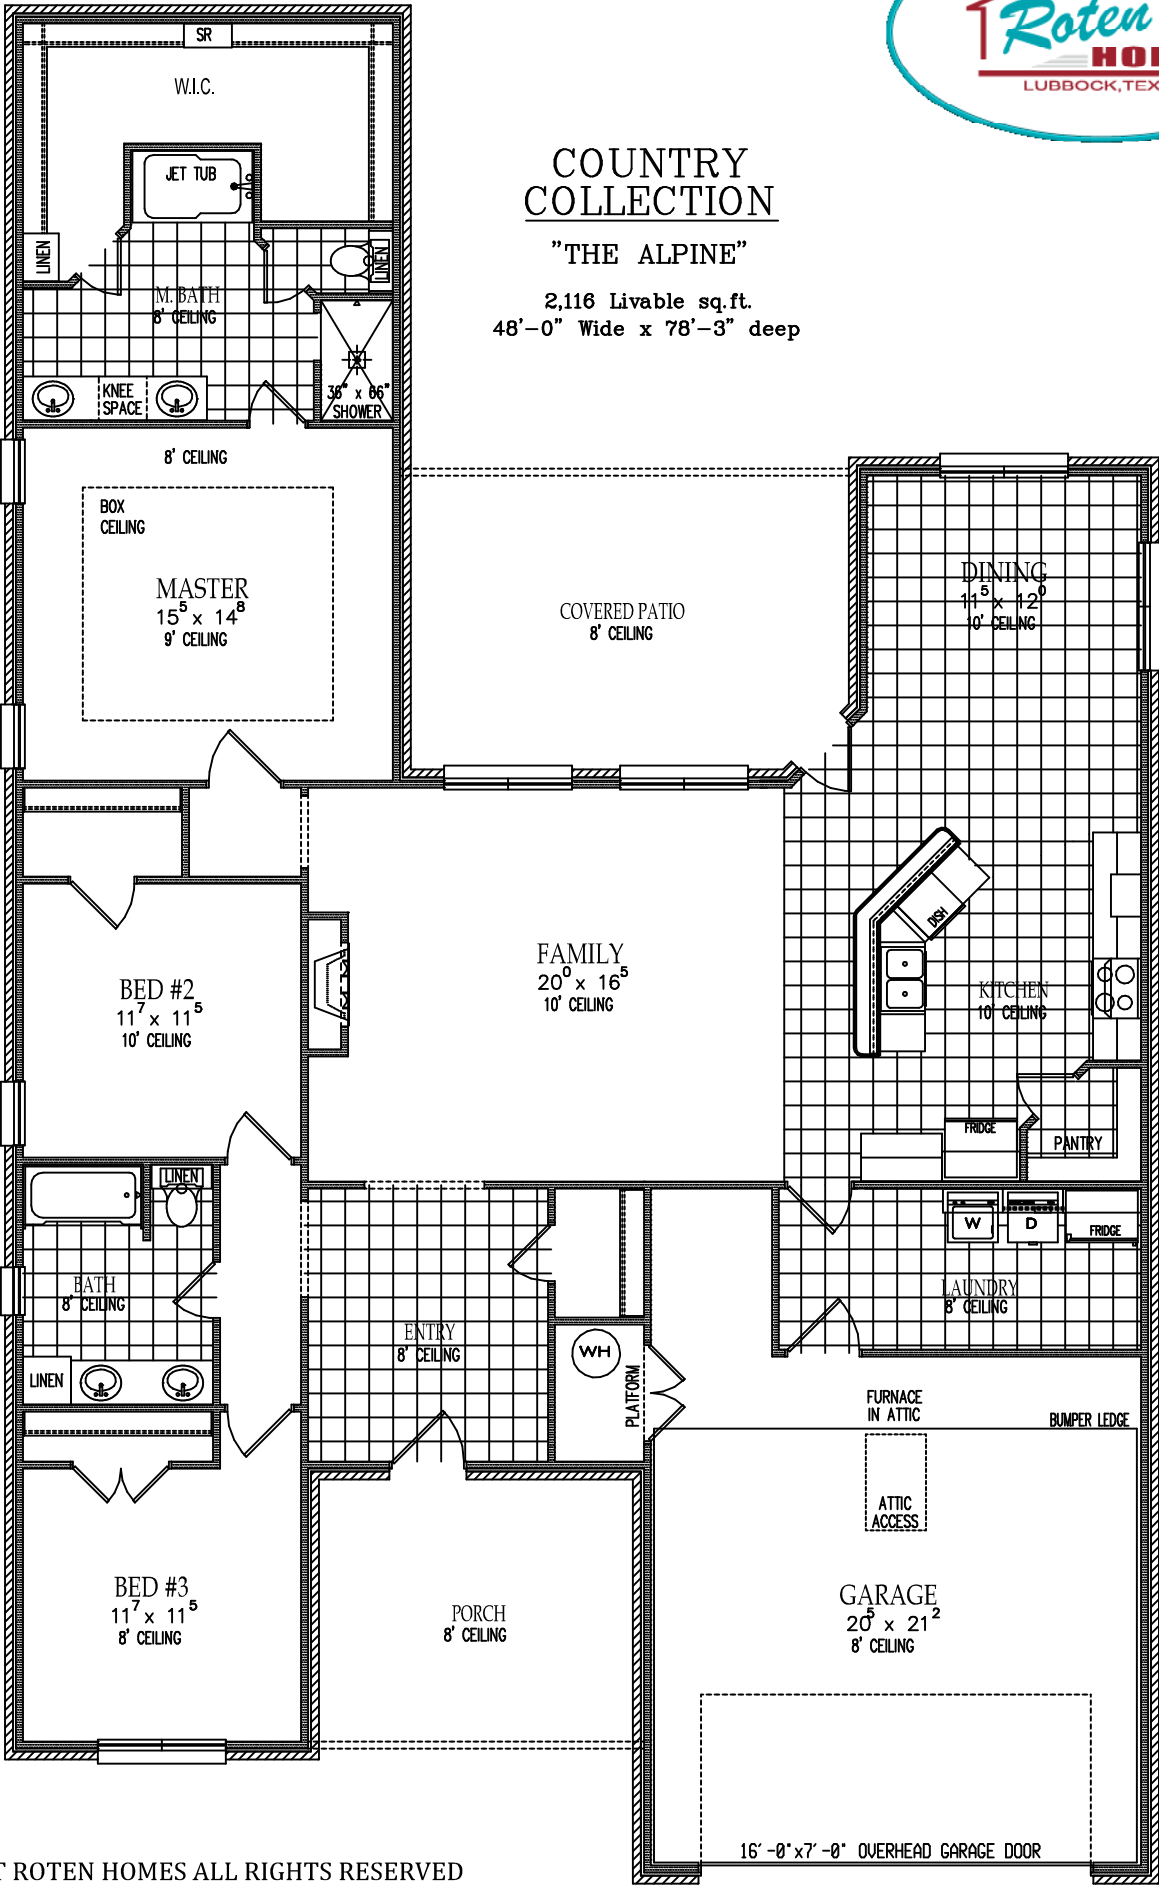 Roten
HO
LUBBOCK, TEX
SR
W.I.C.
JET TUB
LINEN
LINEN
M. BATH
8' CEILING
KNEE
SPACE
36" x 66"
SHOWER
COUNTRY
COLLECTION
"THE ALPINE"
2,116 Livable sq.ft.
48'-0" Wide x 78'-3" deep
8' CEILING
BOX
CEILING
MASTER
15⁵ x 14⁸
9' CEILING
COVERED PATIO
8' CEILING
DINING
11⁵ x 12⁰
10' CEILING
DISH
FAMILY
20⁰ x 16⁵
10' CEILING
KITCHEN
10' CEILING
BED #2
11⁷ x 11⁵
10' CEILING
FRIDGE
PANTRY
LINEN
W
D
FRIDGE
BATH
8' CEILING
LAUNDRY
8' CEILING
ENTRY
8' CEILING
WH
PLATFORM
LINEN
FURNACE
IN ATTIC
BUMPER LEDGE
ATTIC
ACCESS
BED #3
11⁷ x 11⁵
8' CEILING
PORCH
8' CEILING
GARAGE
20⁵ x 21²
8' CEILING
16'-0"x7'-0" OVERHEAD GARAGE DOOR
T ROTEN HOMES ALL RIGHTS RESERVED